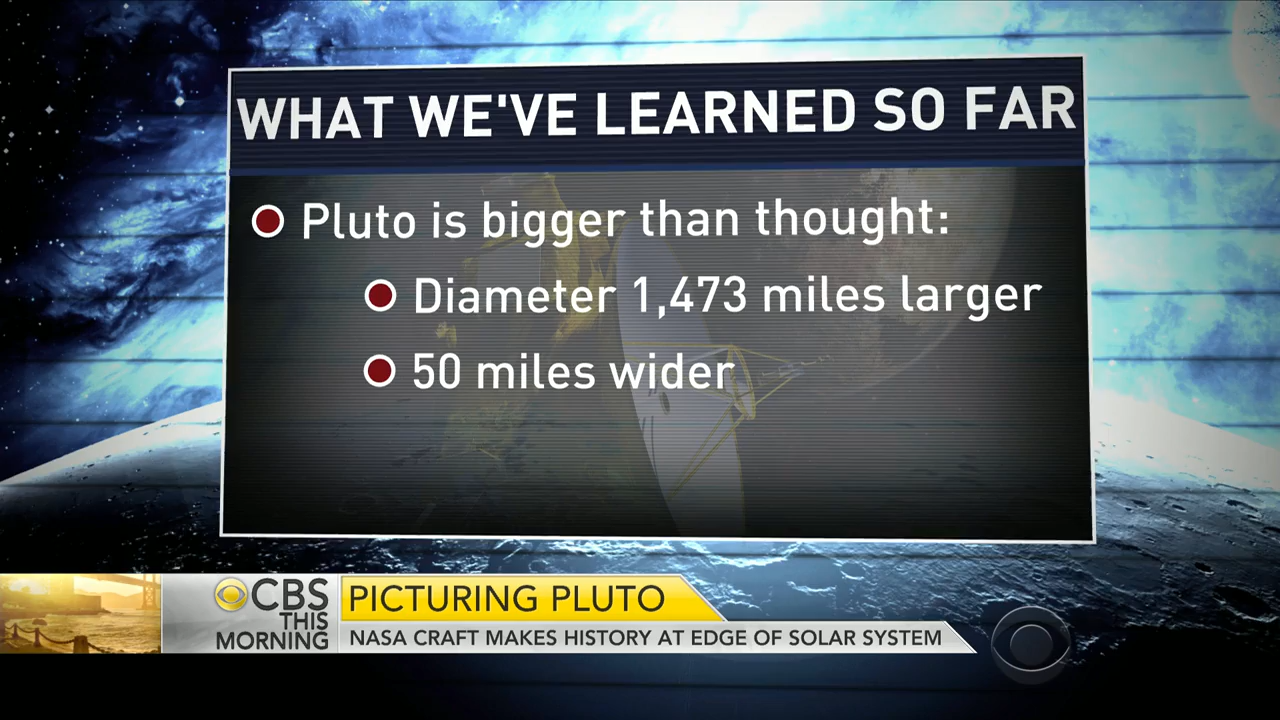 WHAT WE'VE LEARNED SO FAR
Pluto is bigger than thought:
Diameter 1,473 miles larger
50 miles wider
CBS
THIS
MORNING
PICTURING PLUTO
NASA CRAFT MAKES HISTORY AT EDGE OF SOLAR SYSTEM